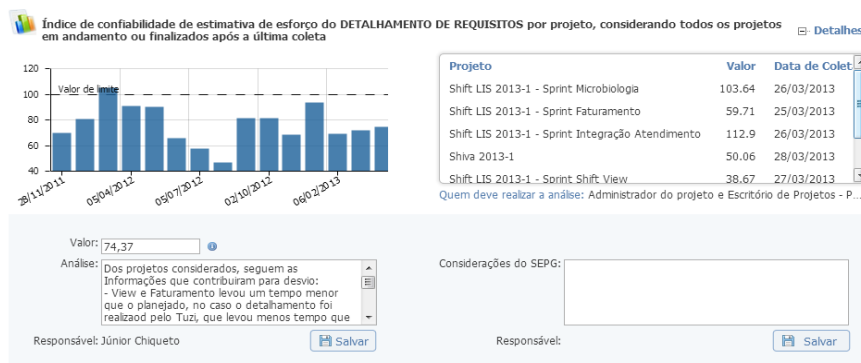 Índice de confiabilidade de estimativa de esforço do DETALHAMENTO DE REQUISITOS por projeto, considerando todos os projetos
em andamento ou finalizados após a última coleta
Detalhes
120
100
80
60
40
Valor de limite
28/11/2011
05/04/2012
05/07/2012
02/10/2012
06/02/2013
Projeto Valor Data de Colet
Shift LIS 2013-1 - Sprint Microbiologia 103.64 26/03/2013
Shift LIS 2013-1 - Sprint Faturamento 59.71 25/03/2013
Shift LIS 2013-1 - Sprint Integração Atendimento 112.9 26/03/2013
Shiva 2013-1 50.06 28/03/2013
Shift LIS 2013-1 - Sprint Shift View 38.67 27/03/2013
Quem deve realizar a análise: Administrador do projeto e Escritório de Projetos - P...
Valor: 74,37
Análise: Dos projetos considerados, seguem as
Informações que contribuiram para desvio:
- View e Faturamento levou um tempo menor
que o planejado, no caso o detalhamento foi
realizaod pelo Tuzi, que levou menos tempo que
Responsável: Júnior Chiqueto
Salvar
Considerações do SEPG:
Responsável:
Salvar